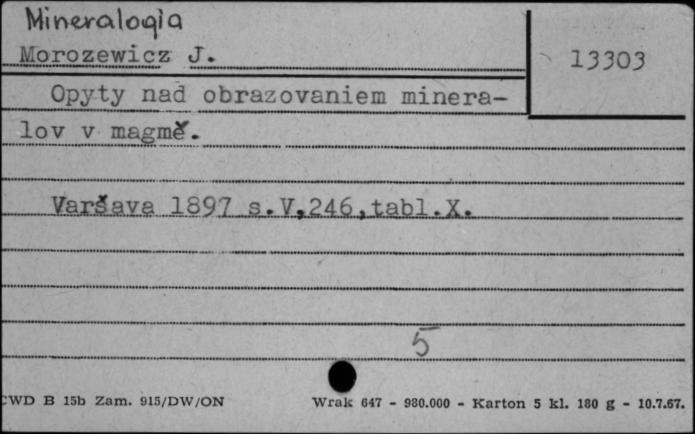 Mineralogia
Morozewicz J.
13303
Opyty nad obrazovaniem minera-
lov v magmě.
Varšava 1897 s.V,246,tabl.X.
5
CWD B 15b Zam. 915/DW/ON
Wrak 647 - 980.000 - Karton 5 kl. 180 g - 10.7.67.